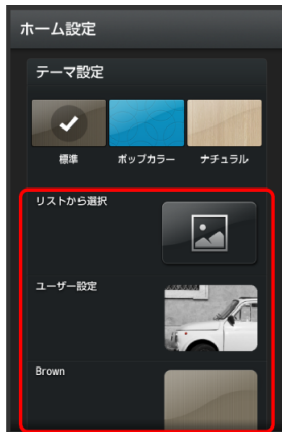 ホーム設定
テーマ設定
標準 ポップカラー ナチュラル
リストから選択
ユーザー設定
Brown